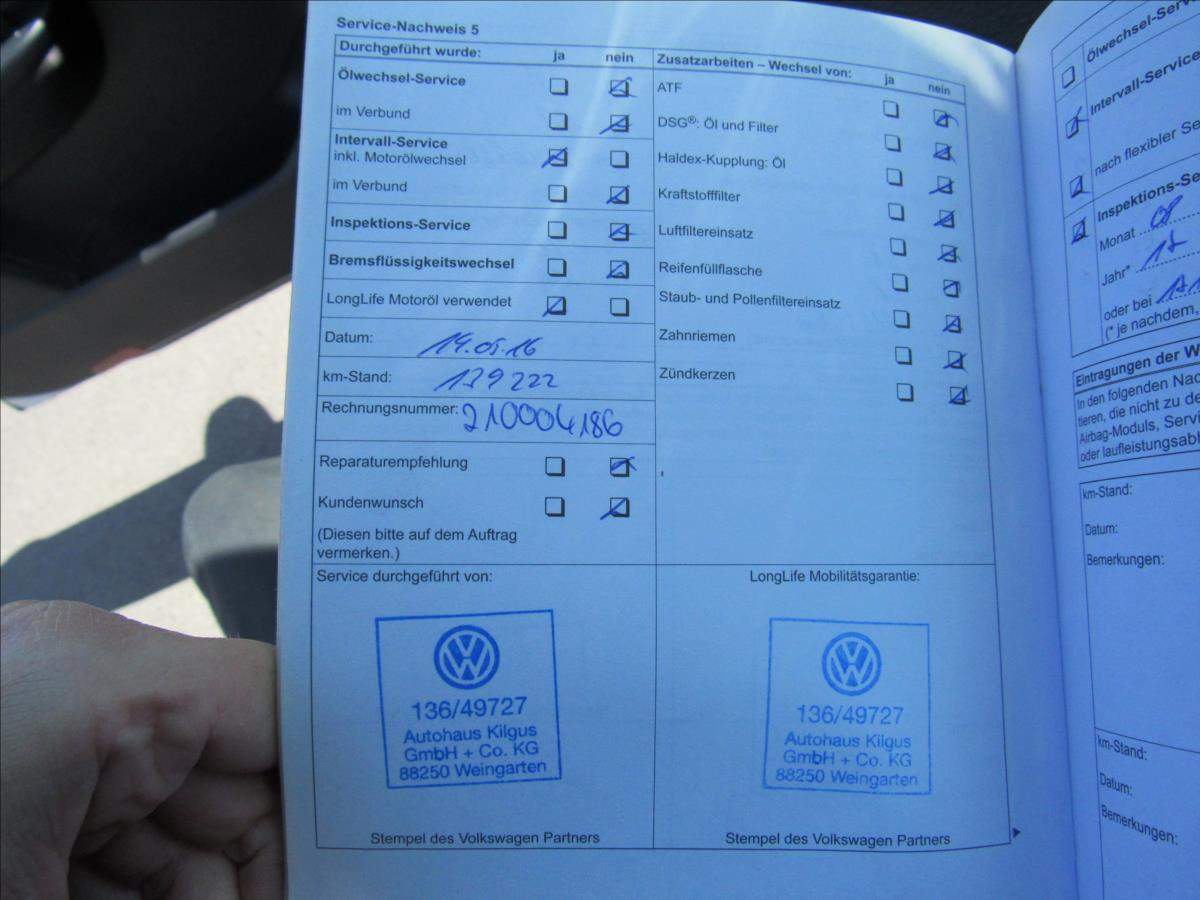 Service-Nachweis 5
Durchgeführt wurde: ja nein
Ölwechsel-Service
im Verbund
Intervall-Service
inkl. Motorölwechsel
im Verbund
Inspektions-Service
Bremsflüssigkeitswechsel
LongLife Motoröl verwendet
Datum: 14.05.16
km-Stand: 139222
Rechnungsnummer: 210004186
Reparaturempfehlung
Kundenwunsch
(Diesen bitte auf dem Auftrag
vermerken.)
Zusatzarbeiten – Wechsel von: ja nein
ATF
DSG®: Öl und Filter
Haldex-Kupplung: Öl
Kraftstofffilter
Luftfiltereinsatz
Reifenfüllflasche
Staub- und Pollenfiltereinsatz
Zahnriemen
Zündkerzen
Service durchgeführt von:
136/49727
Autohaus Kilgus
GmbH + Co. KG
88250 Weingarten
Stempel des Volkswagen Partners
LongLife Mobilitätsgarantie:
136/49727
Autohaus Kilgus
GmbH + Co. KG
88250 Weingarten
Stempel des Volkswagen Partners
Ölwechsel-Service
Intervall-Service
nach flexibler Se
Inspektions-Se
Monat 08
Jahr* 17
oder bei
(* je nachdem,
Eintragungen der W
In den folgenden Nac
tieren, die nicht zu de
Airbag-Moduls, Servi
oder laufleistungsabl
km-Stand:
Datum:
Bemerkungen:
km-Stand:
Datum:
Bemerkungen: